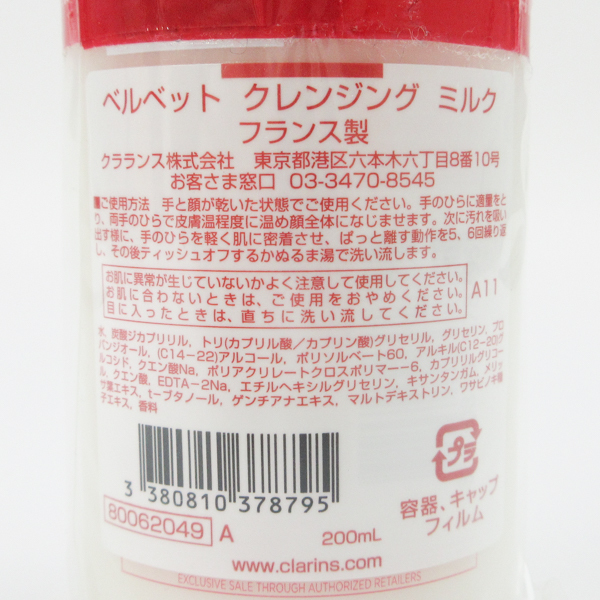 ベルベット クレンジング ミルク
フランス製
クラランス株式会社 東京都港区六本木六丁目8番10号
お客さま窓口 03-3470-8545
■ご使用方法 手と顔が乾いた状態でご使用ください。手のひらに適量をと
り、両手のひらで皮膚温程度に温め顔全体になじませます。次に汚れを吸い
出す様に、手のひらを軽く肌に密着させ、ぱっと離す動作を5、6回繰り返
し、その後ティッシュオフするかぬるま湯で洗い流します。
お肌に異常が生じていないかよく注意して使用してください。
お肌に合わないときは、ご使用をおやめください。
目に入ったときは、直ちに洗い流してください。
A11
水、炭酸ジカプリリル、トリ(カプリル酸/カプリン酸)グリセリル、グリセリン、プロ
パンジオール、(C14-22)アルコール、ポリソルベート60、アルキル(C12-20)グ
ルコシド、クエン酸Na、ポリアクリレートクロスポリマー-6、カプリリルグリコー
ル、クエン酸、EDTA-2Na、エチルヘキシルグリセリン、キサンタンガム、メリッ
サ葉エキス、t-ブタノール、ゲンチアナエキス、マルトデキストリン、ワサビノキ種
子エキス、香料
3 380810 378795
プラ
容器、キャップ
フィルム
80062049 A
200mL
www.clarins.com
EXCLUSIVE SALE THROUGH AUTHORIZED RETAILERS